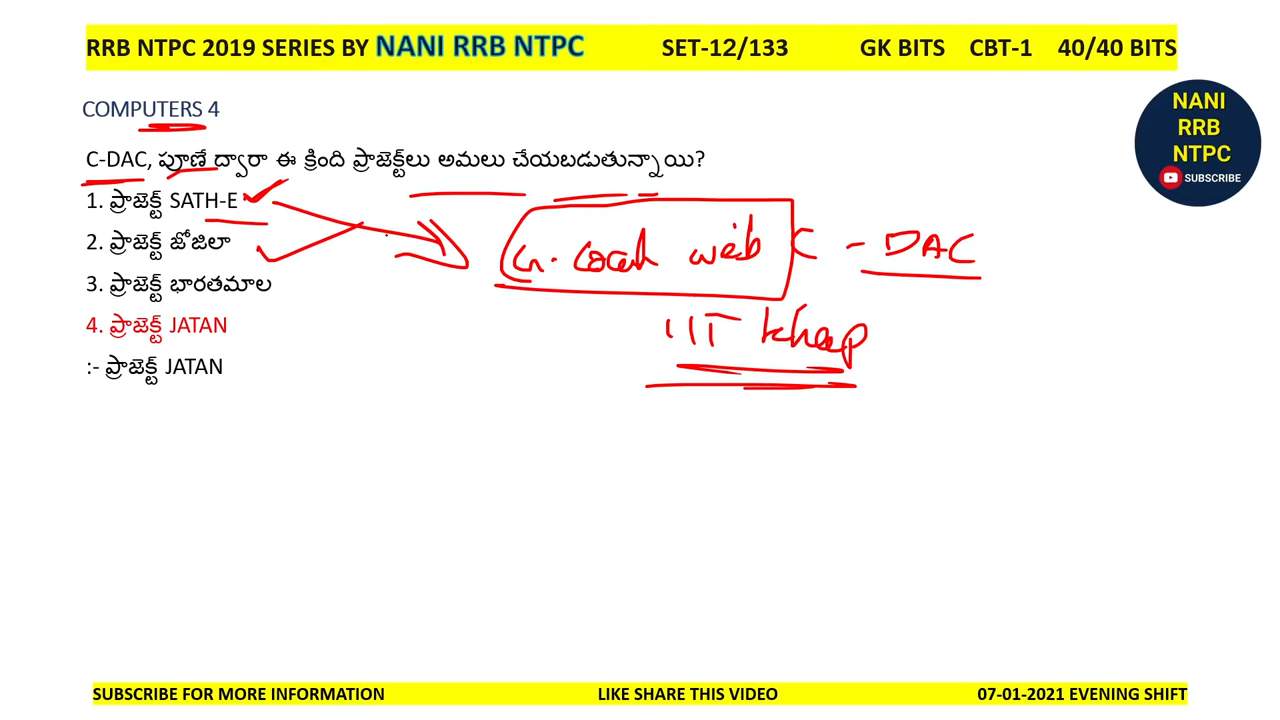 RRB NTPC 2019 SERIES BY NANI RRB NTPC SET-12/133 GK BITS CBT-1 40/40 BITS
COMPUTERS 4
NANI
RRB
NTPC
SUBSCRIBE
C-DAC, పూణే ద్వారా ఈ క్రింది ప్రాజెక్ట్‌లు అమలు చేయబడుతున్నాయి?
1. ప్రాజెక్ట్ SATH-E
2. ప్రాజెక్ట్ జోజిలా
web C - DAC
3. ప్రాజెక్ట్ భారతమాల
4. ప్రాజెక్ట్ JATAN
IIT
:- ప్రాజెక్ట్ JATAN
SUBSCRIBE FOR MORE INFORMATION LIKE SHARE THIS VIDEO 07-01-2021 EVENING SHIFT